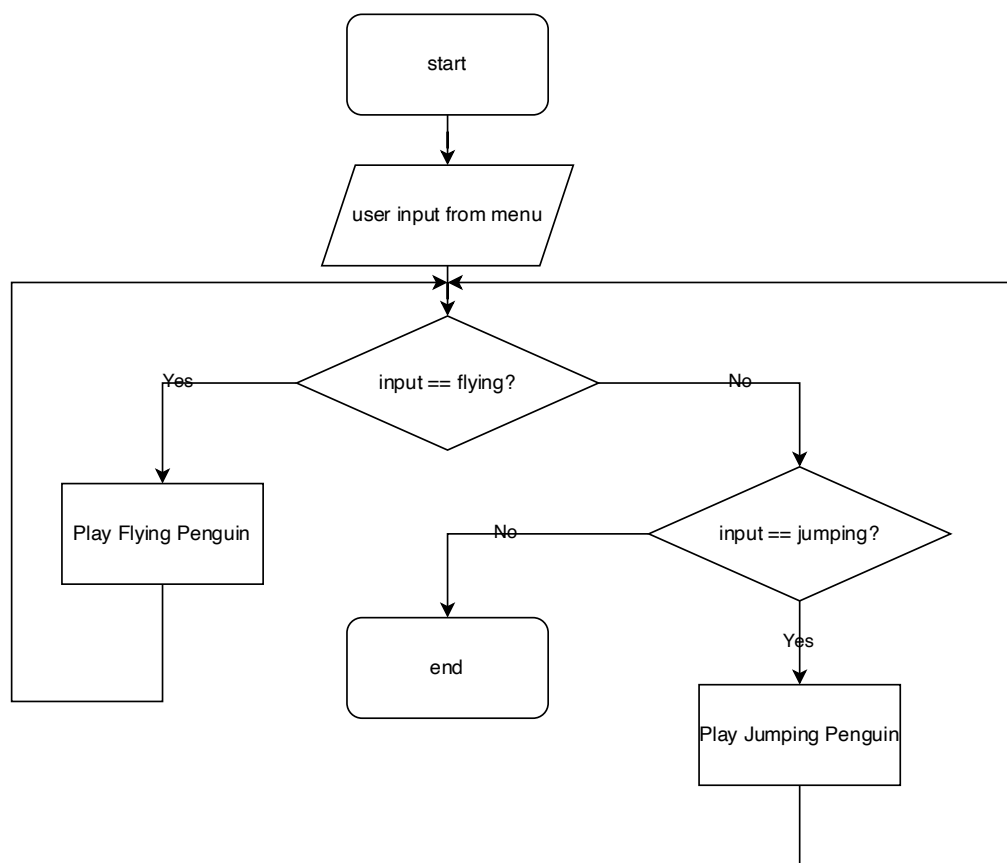 start
user input from menu
input == flying?
Yes
No
Play Flying Penguin
input == jumping?
No
end
Yes
Play Jumping Penguin